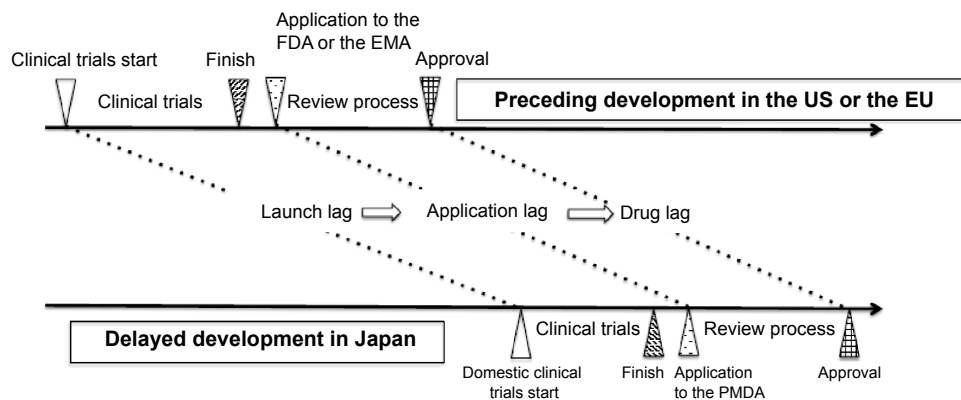 Application to the
FDA or the EMA
Clinical trials start
Finish
Approval
Clinical trials
Review process
Preceding development in the US or the EU
Launch lag
Application lag
Drug lag
Delayed development in Japan
Clinical trials
Review process
Domestic clinical
trials start
Finish
Application
to the PMDA
Approval